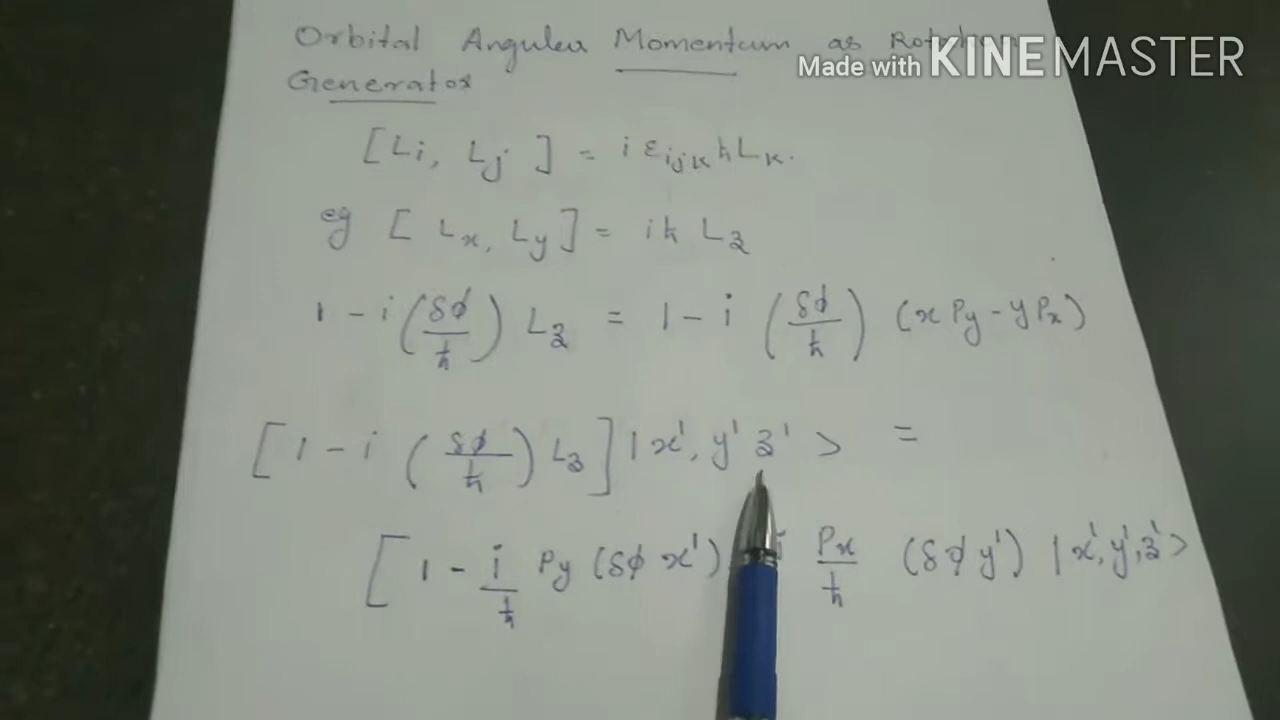 Orbital Angular Momentum as
Made with KINEMASTER
Generator
[Li, Lj] = i εijk ħ Lk.
eg [Lx, Ly] = iħ Lz
1 - i (δφ/ħ) Lz = 1 - i (δφ/ħ) (x Py - y Px)
[1 - i (δφ/ħ) Lz] | x', y' z' > =
[1 - i/ħ Py (δφ x') i Px/ħ (δφ y') | x', y', z' >